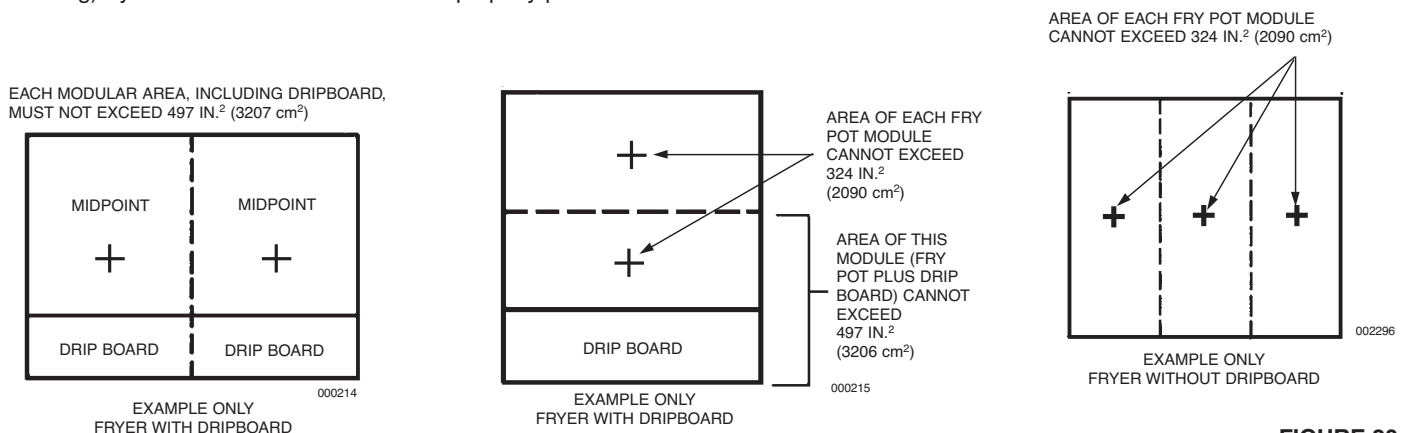 EACH MODULAR AREA, INCLUDING DRIPBOARD,
MUST NOT EXCEED 497 IN.² (3207 cm²)
MIDPOINT
MIDPOINT
DRIP BOARD
DRIP BOARD
000214
EXAMPLE ONLY
FRYER WITH DRIPBOARD
AREA OF EACH FRY
POT MODULE
CANNOT EXCEED
324 IN.²
(2090 cm²)
AREA OF THIS
MODULE (FRY
POT PLUS DRIP
BOARD) CANNOT
EXCEED
497 IN.²
(3206 cm²)
DRIP BOARD
000215
EXAMPLE ONLY
FRYER WITH DRIPBOARD
AREA OF EACH FRY POT MODULE
CANNOT EXCEED 324 IN.² (2090 cm²)
002296
EXAMPLE ONLY
FRYER WITHOUT DRIPBOARD